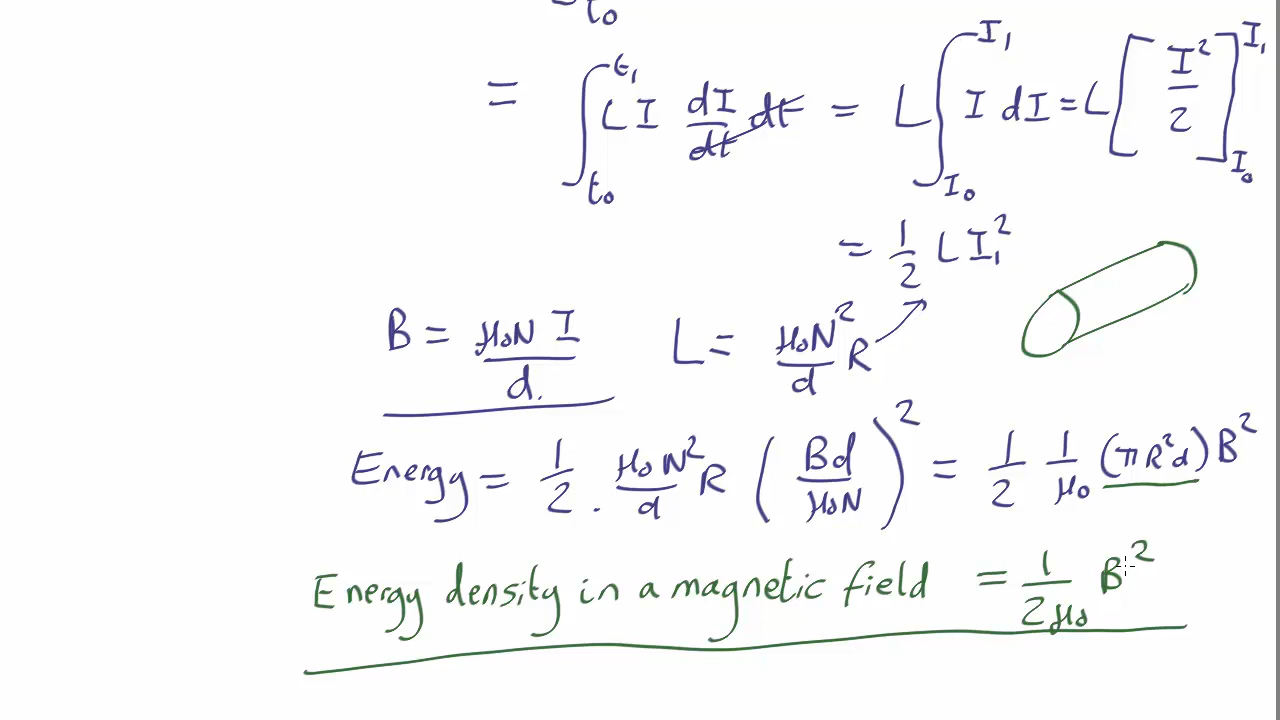 t₀
= ∫_{t₀}^{t₁} L I dI/dt dt = L ∫_{I₀}^{I₁} I dI = L [I²/2]_{I₀}^{I₁}
= 1/2 L I₁²
B = μ₀N I/d. L = μ₀N²/d R
Energy = 1/2 . μ₀N²/d R (Bd/μ₀N)² = 1/2 1/μ₀ (πR²d) B²
Energy density in a magnetic field = 1/2μ₀ B²